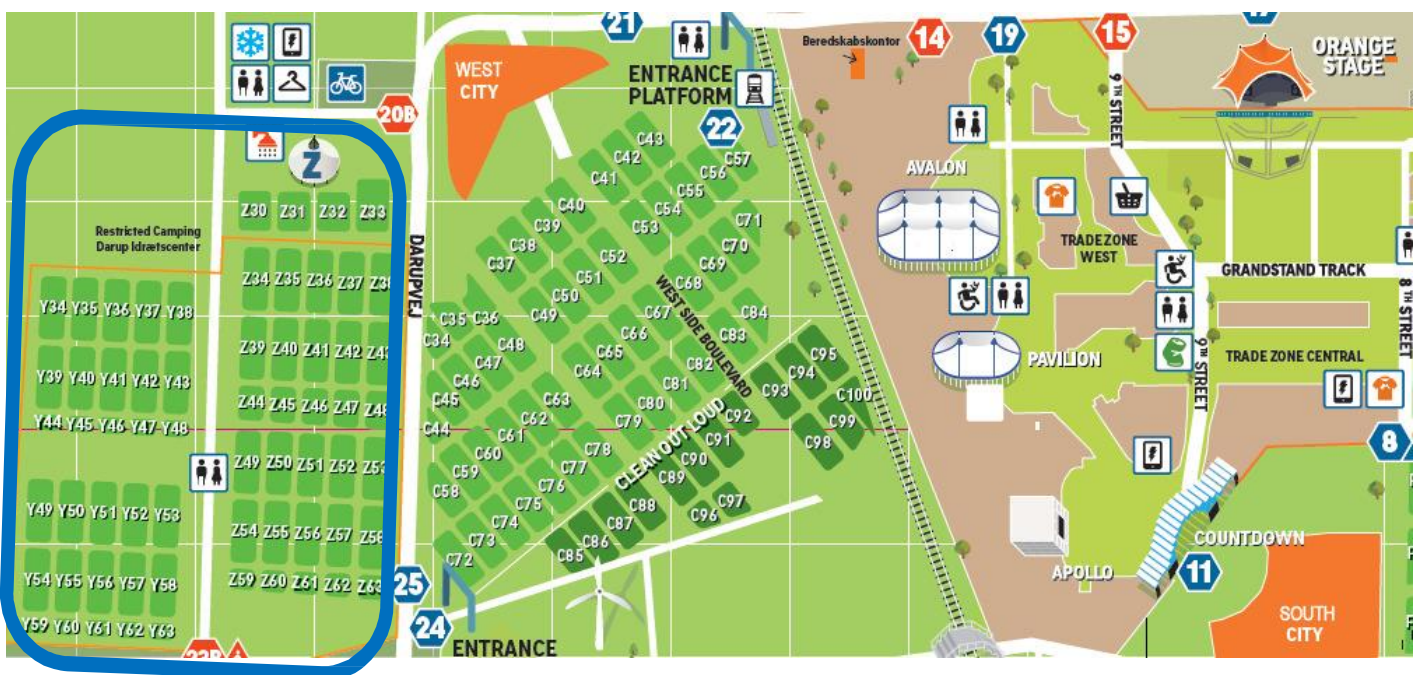 21
WEST
CITY
ENTRANCE
PLATFORM
22
20B
Beredskabskontor
14
19
15
17
ORANGE
STAGE
9TH STREET
AVALON
TRADE ZONE
WEST
GRANDSTAND TRACK
8TH STREET
PAVILION
9TH STREET
TRADE ZONE CENTRAL
8
COUNTDOWN
APOLLO
11
SOUTH
CITY
Z
Z30 Z31 Z32 Z33
Restricted Camping
Darup Idrætscenter
DARUPVEJ
Z34 Z35 Z36 Z37 Z38
Y34 Y35 Y36 Y37 Y38
Z39 Z40 Z41 Z42 Z43
Y39 Y40 Y41 Y42 Y43
Z44 Z45 Z46 Z47 Z48
Y44 Y45 Y46 Y47 Y48
Z49 Z50 Z51 Z52 Z53
Y49 Y50 Y51 Y52 Y53
Z54 Z55 Z56 Z57 Z58
Y54 Y55 Y56 Y57 Y58
Z59 Z60 Z61 Z62 Z63
Y59 Y60 Y61 Y62 Y63
23B
25
24
ENTRANCE
C34 C35 C36
C37 C38 C39 C40
C41 C42 C43
C44 C45 C46 C47 C48
C49 C50 C51 C52
C53 C54 C55 C56 C57
C58 C59 C60 C61 C62 C63
C64 C65 C66 C67 C68
C69 C70 C71
C72 C73 C74 C75 C76 C77 C78
C79 C80 C81 C82 C83 C84
WEST SIDE BOULEVARD
CLEAN OUT LOUD
C85 C86 C87 C88
C89 C90 C91 C92
C93 C94 C95
C96 C97
C98 C99 C100